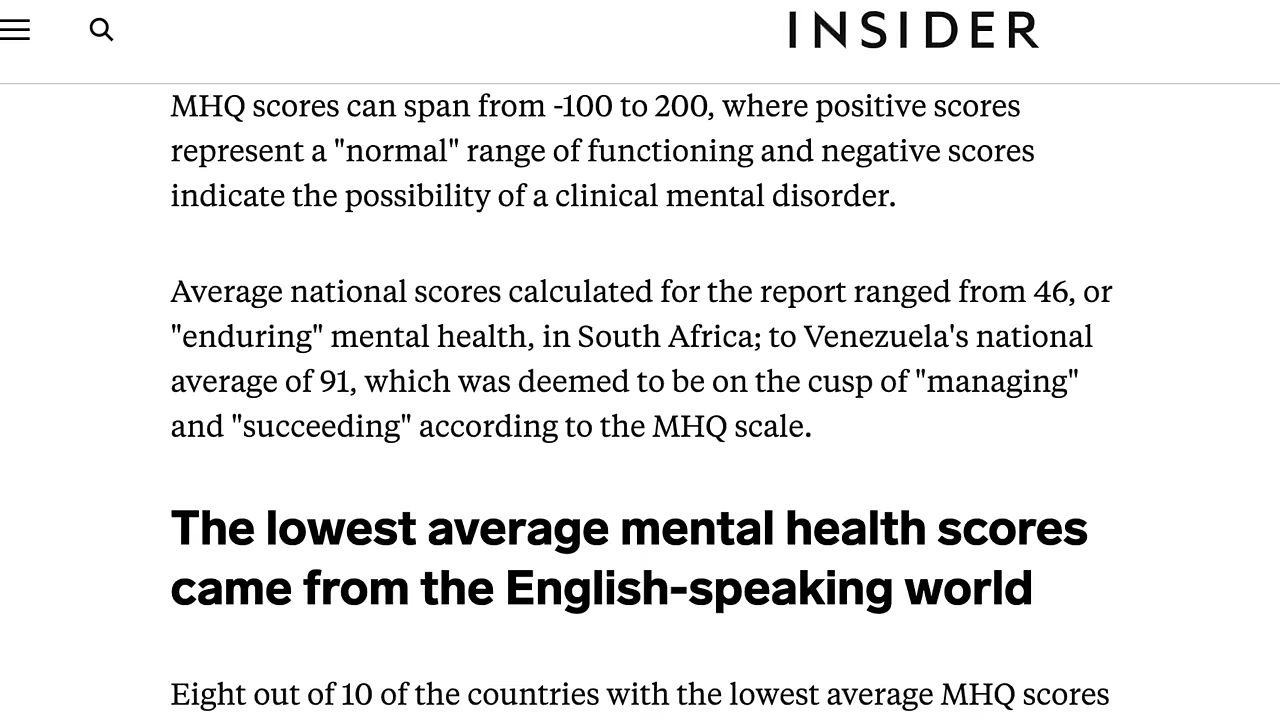 INSIDER
MHQ scores can span from -100 to 200, where positive scores
represent a "normal" range of functioning and negative scores
indicate the possibility of a clinical mental disorder.
Average national scores calculated for the report ranged from 46, or
"enduring" mental health, in South Africa; to Venezuela's national
average of 91, which was deemed to be on the cusp of "managing"
and "succeeding" according to the MHQ scale.
The lowest average mental health scores
came from the English-speaking world
Eight out of 10 of the countries with the lowest average MHQ scores